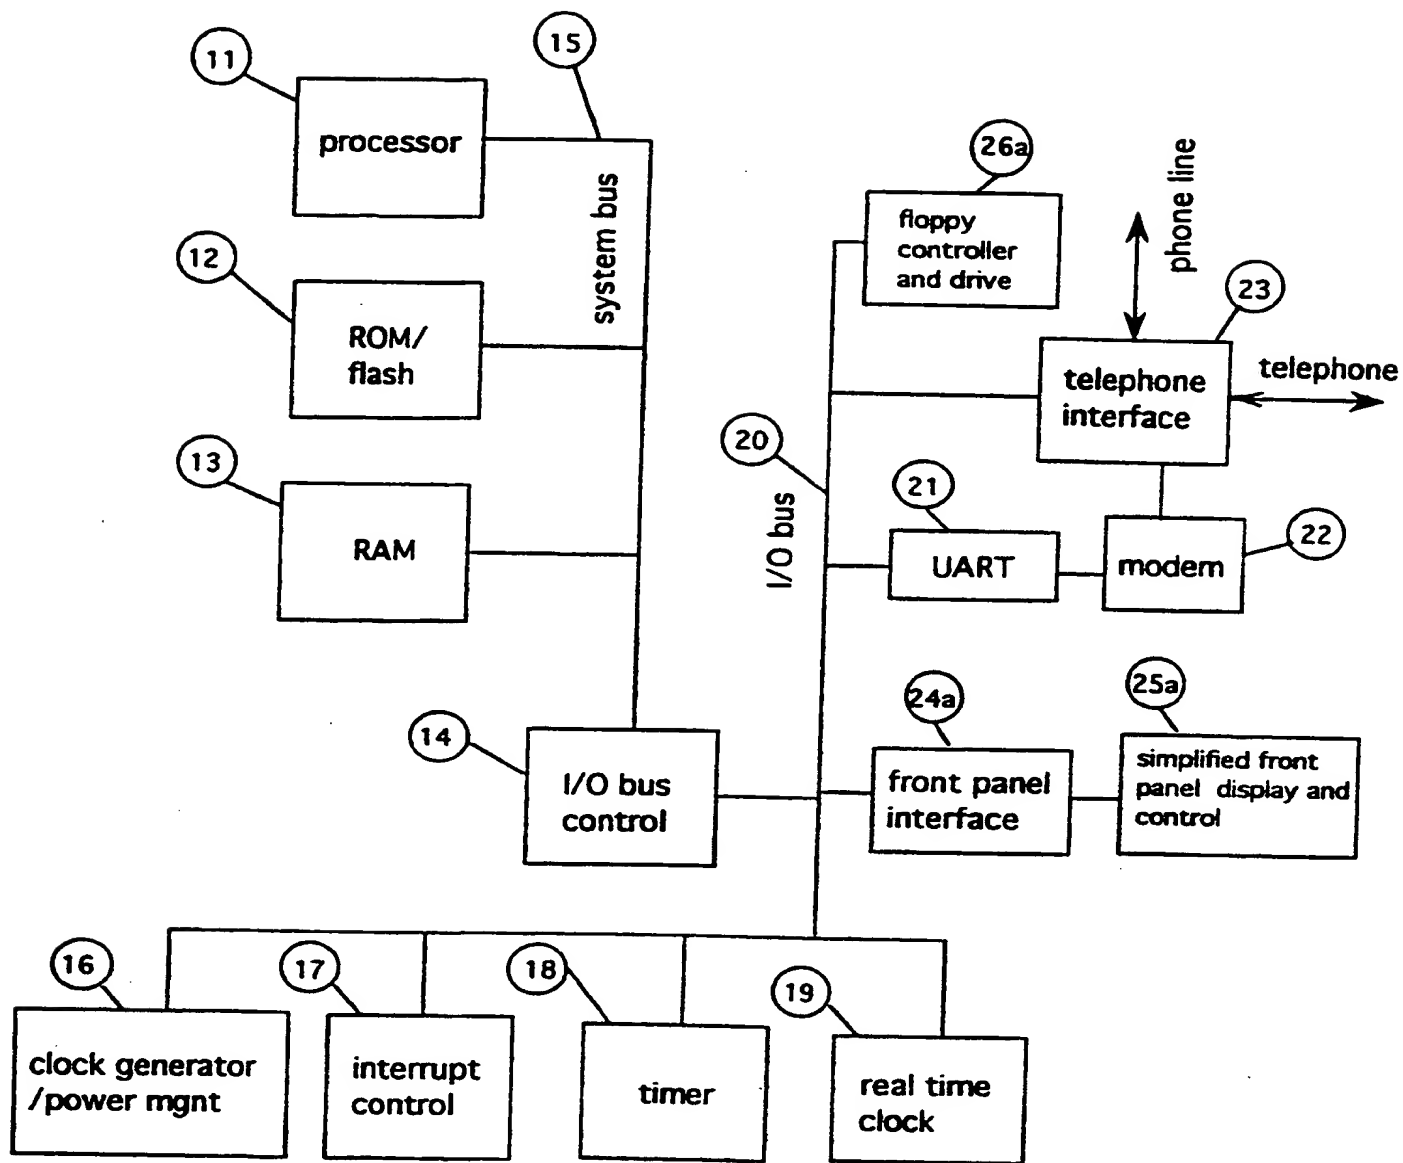 11
processor
15
system bus
12
ROM/
flash
13
RAM
14
I/O bus
control
26a
floppy
controller
and drive
phone line
23
telephone
interface
telephone
20
I/O bus
21
UART
22
modem
24a
front panel
interface
25a
simplified front
panel display and
control
16
clock generator
/power mgnt
17
interrupt
control
18
timer
19
real time
clock